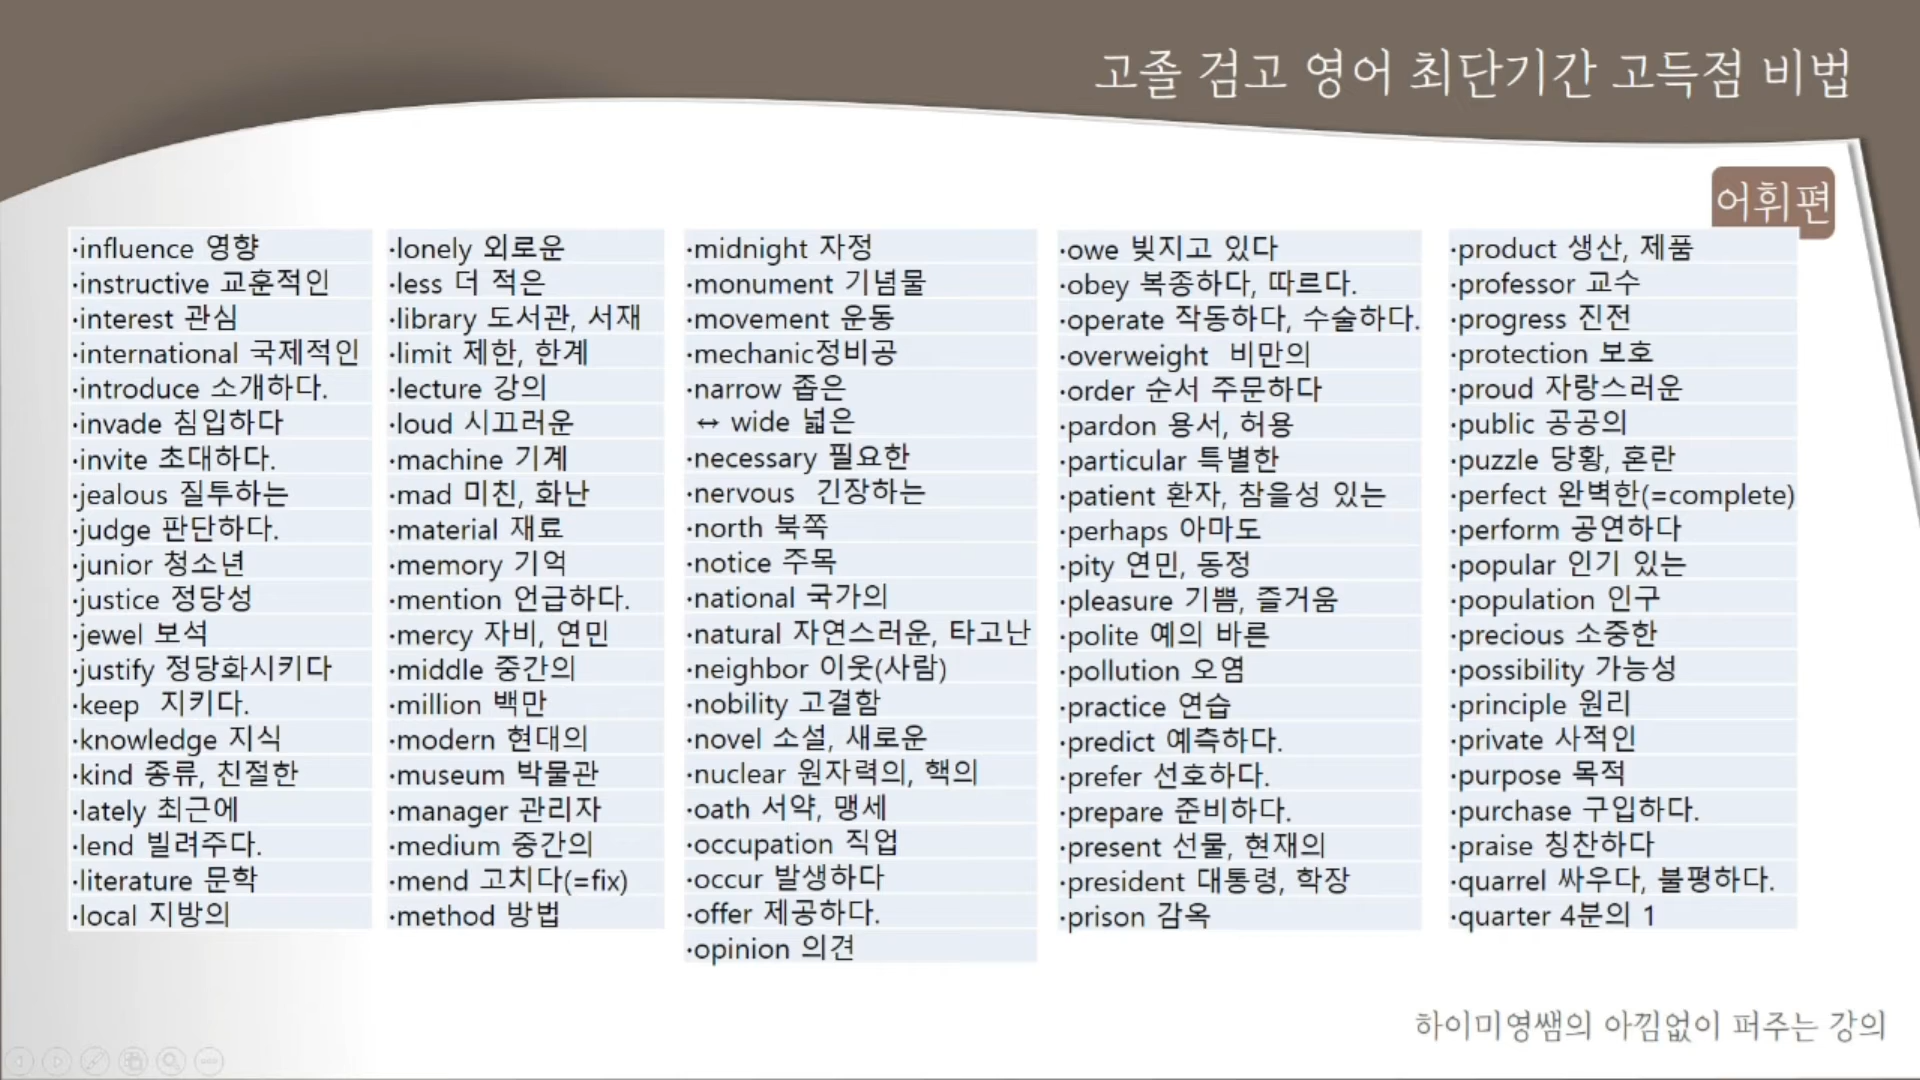 고졸 검고 영어 최단기간 고득점 비법
어휘편
·influence 영향
·instructive 교훈적인
·interest 관심
·international 국제적인
·introduce 소개하다.
·invade 침입하다
·invite 초대하다.
·jealous 질투하는
·judge 판단하다.
·junior 청소년
·justice 정당성
·jewel 보석
·justify 정당화시키다
·keep 지키다.
·knowledge 지식
·kind 종류, 친절한
·lately 최근에
·lend 빌려주다.
·literature 문학
·local 지방의
·lonely 외로운
·less 더 적은
·library 도서관, 서재
·limit 제한, 한계
·lecture 강의
·loud 시끄러운
·machine 기계
·mad 미친, 화난
·material 재료
·memory 기억
·mention 언급하다.
·mercy 자비, 연민
·middle 중간의
·million 백만
·modern 현대의
·museum 박물관
·manager 관리자
·medium 중간의
·mend 고치다(=fix)
·method 방법
·midnight 자정
·monument 기념물
·movement 운동
·mechanic정비공
·narrow 좁은
↔ wide 넓은
·necessary 필요한
·nervous 긴장하는
·north 북쪽
·notice 주목
·national 국가의
·natural 자연스러운, 타고난
·neighbor 이웃(사람)
·nobility 고결함
·novel 소설, 새로운
·nuclear 원자력의, 핵의
·oath 서약, 맹세
·occupation 직업
·occur 발생하다
·offer 제공하다.
·opinion 의견
·owe 빚지고 있다
·obey 복종하다, 따르다.
·operate 작동하다, 수술하다.
·overweight 비만의
·order 순서 주문하다
·pardon 용서, 허용
·particular 특별한
·patient 환자, 참을성 있는
·perhaps 아마도
·pity 연민, 동정
·pleasure 기쁨, 즐거움
·polite 예의 바른
·pollution 오염
·practice 연습
·predict 예측하다.
·prefer 선호하다.
·prepare 준비하다.
·present 선물, 현재의
·president 대통령, 학장
·prison 감옥
·product 생산, 제품
·professor 교수
·progress 진전
·protection 보호
·proud 자랑스러운
·public 공공의
·puzzle 당황, 혼란
·perfect 완벽한(=complete)
·perform 공연하다
·popular 인기 있는
·population 인구
·precious 소중한
·possibility 가능성
·principle 원리
·private 사적인
·purpose 목적
·purchase 구입하다.
·praise 칭찬하다
·quarrel 싸우다, 불평하다.
·quarter 4분의 1
하이미영쌤의 아낌없이 퍼주는 강의